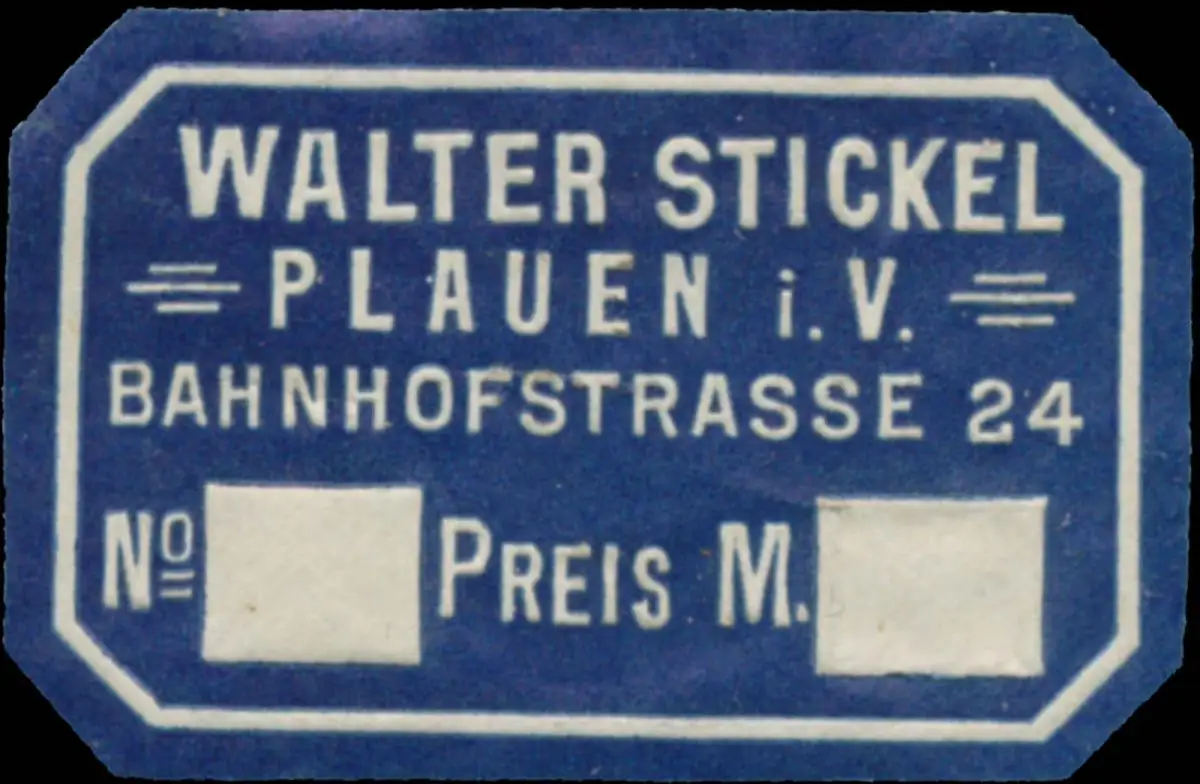 WALTER STICKEL
PLAUEN i. V.
BAHNHOFSTRASSE 24
No PREIS M.